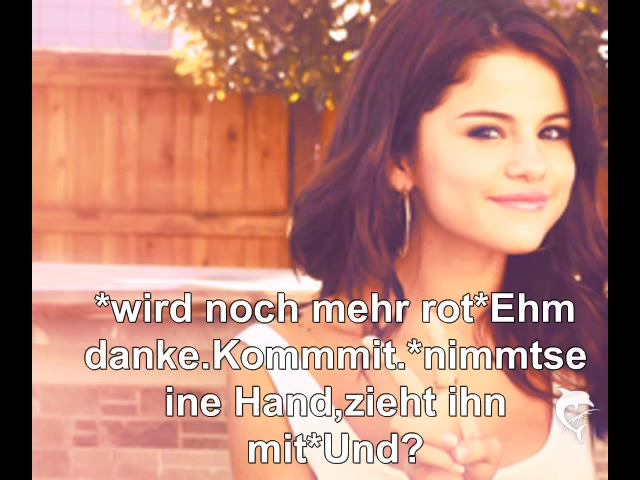 *wird noch mehr rot*Ehm
danke.Kommmit.*nimmtse
ine Hand,zieht ihn
mit*Und?